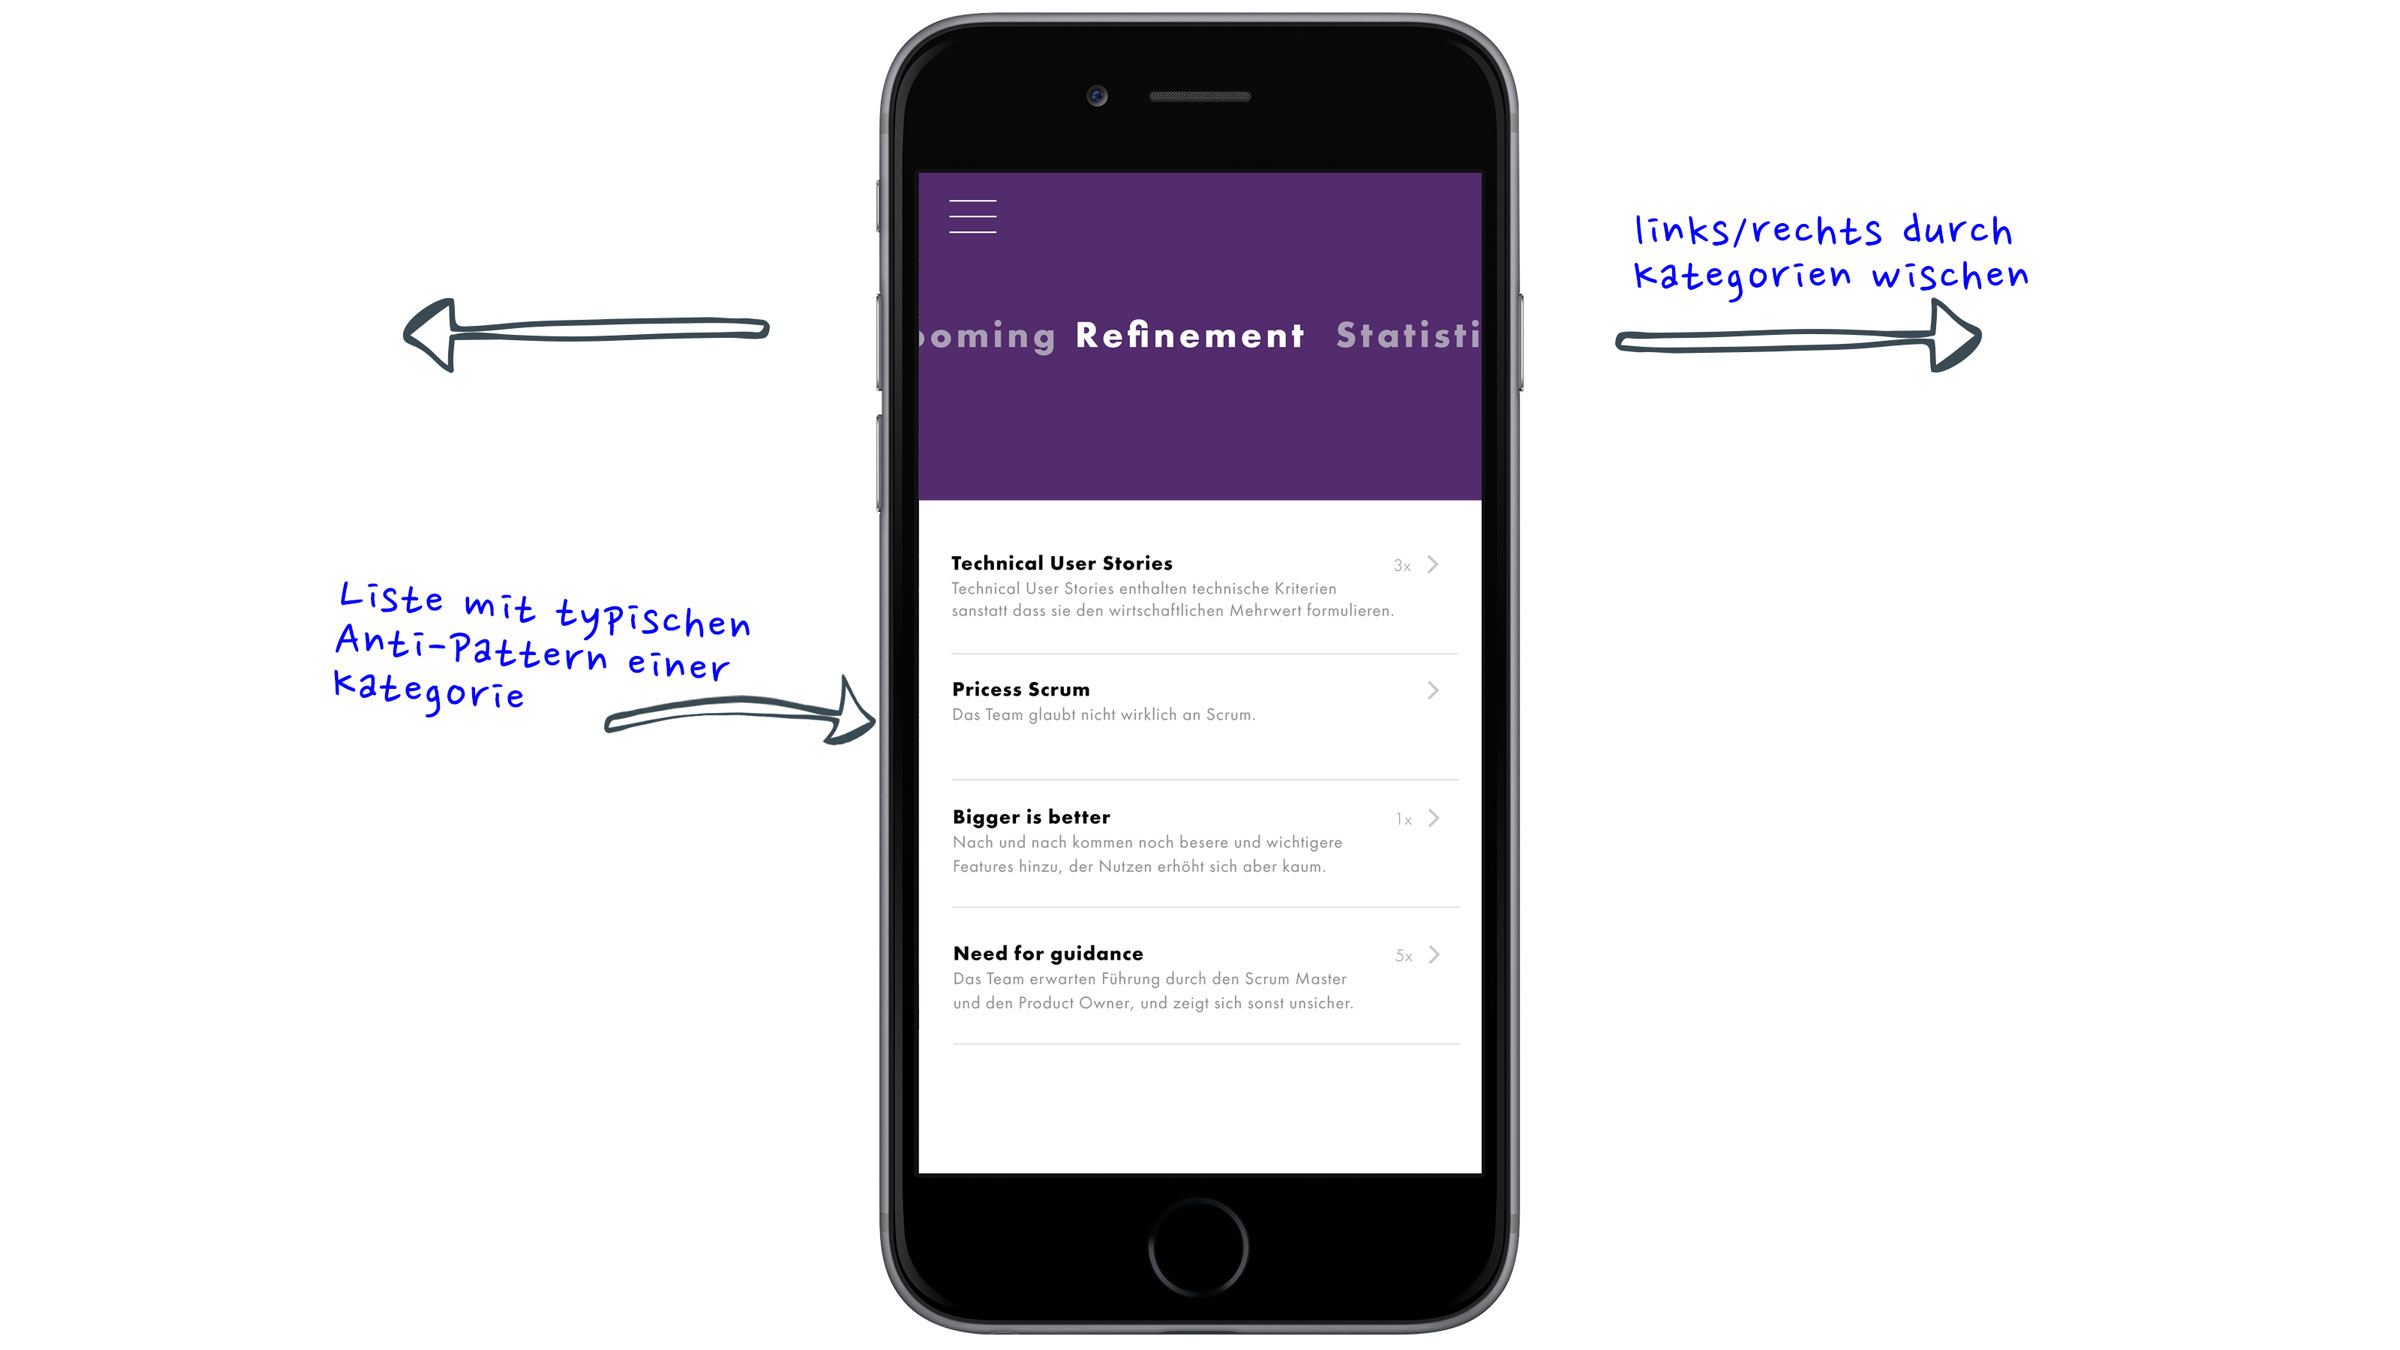 links/rechts durch
kategorien wischen
ooming Refinement Statisti
Liste mit typischen
Anti-Pattern einer
kategorie
Technical User Stories 3x
Technical User Stories enthalten technische Kriterien
sanstatt dass sie den wirtschaftlichen Mehrwert formulieren.
Pricess Scrum
Das Team glaubt nicht wirklich an Scrum.
Bigger is better 1x
Nach und nach kommen noch besere und wichtigere
Features hinzu, der Nutzen erhöht sich aber kaum.
Need for guidance 5x
Das Team erwarten Führung durch den Scrum Master
und den Product Owner, und zeigt sich sonst unsicher.